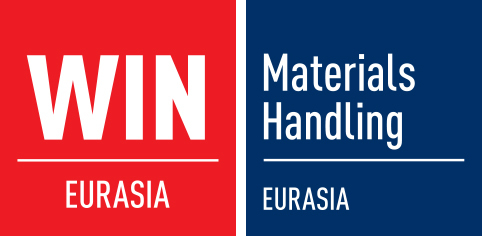 WIN
EURASIA
Materials
Handling
EURASIA